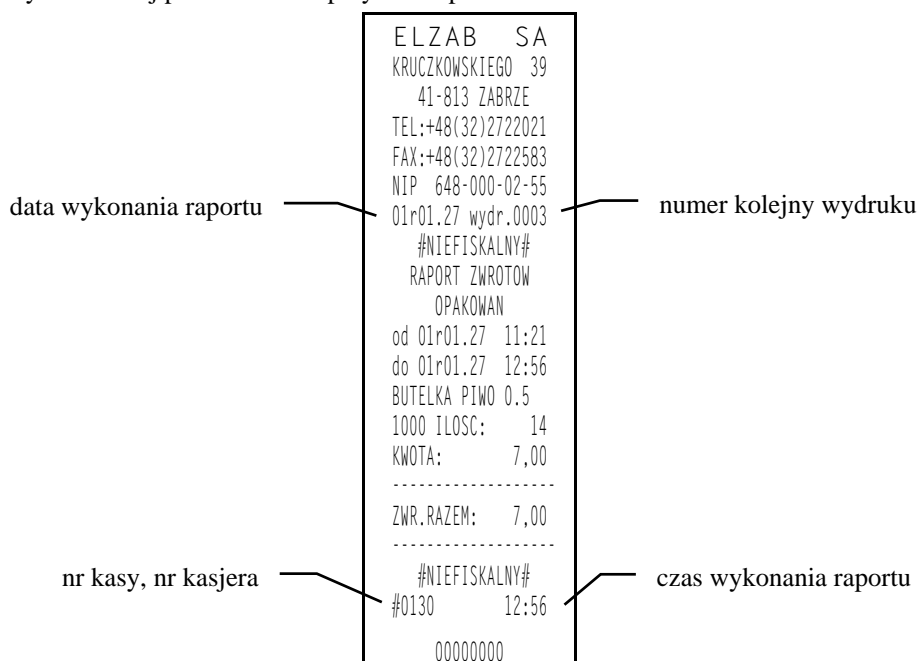 ELZAB SA
KRUCZKOWSKIEGO 39
41-813 ZABRZE
TEL:+48(32)2722021
FAX:+48(32)2722583
NIP 648-000-02-55
data wykonania raportu
01r01.27 wydr.0003
numer kolejny wydruku
#NIEFISKALNY#
RAPORT ZWROTOW
OPAKOWAN
od 01r01.27 11:21
do 01r01.27 12:56
BUTELKA PIWO 0.5
1000 ILOSC: 14
KWOTA: 7,00
-------------------
ZWR.RAZEM: 7,00
-------------------
#NIEFISKALNY#
nr kasy, nr kasjera
#0130 12:56
czas wykonania raportu
00000000